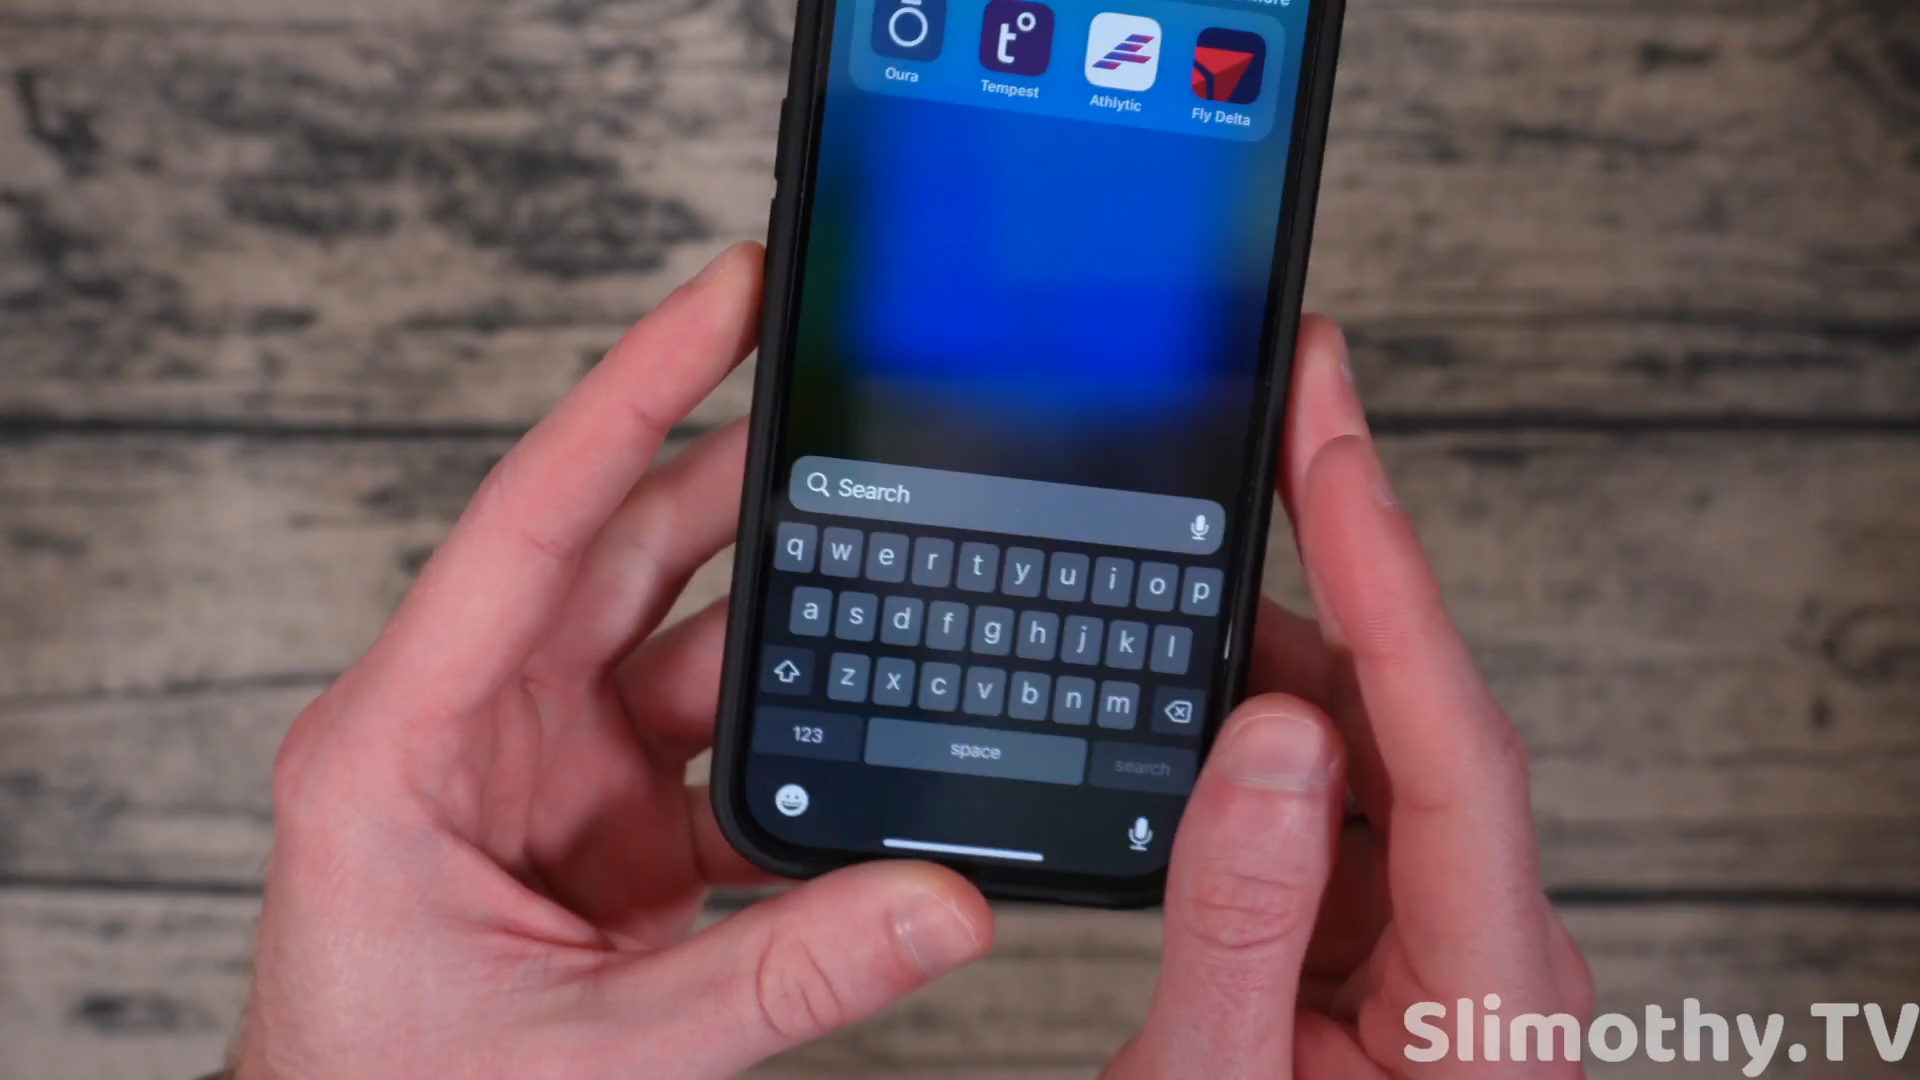 Oura
Tempest
Athlytic
Fly Delta
Search
q w e r t y u i o p
a s d f g h j k l
z x c v b n m
123 space search
Slimothy.TV